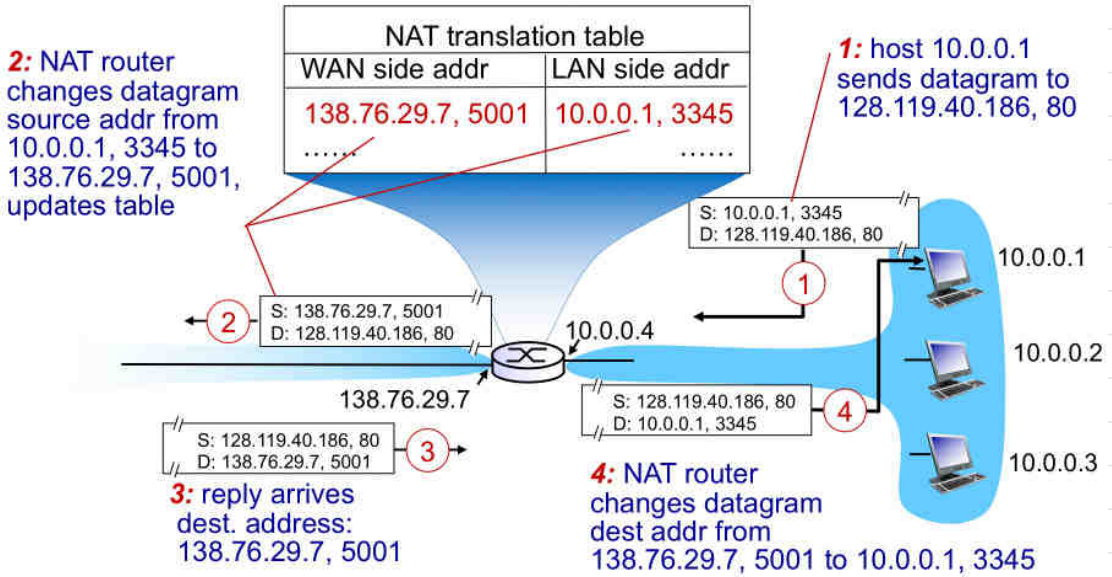 NAT translation table
WAN side addr LAN side addr
138.76.29.7, 5001 10.0.0.1, 3345
...... ......
2: NAT router
changes datagram
source addr from
10.0.0.1, 3345 to
138.76.29.7, 5001,
updates table
1: host 10.0.0.1
sends datagram to
128.119.40.186, 80
S: 10.0.0.1, 3345
D: 128.119.40.186, 80
1
10.0.0.1
S: 138.76.29.7, 5001
D: 128.119.40.186, 80
2
10.0.0.4
10.0.0.2
138.76.29.7
S: 128.119.40.186, 80
D: 10.0.0.1, 3345
4
S: 128.119.40.186, 80
D: 138.76.29.7, 5001
3
10.0.0.3
3: reply arrives
dest. address:
138.76.29.7, 5001
4: NAT router
changes datagram
dest addr from
138.76.29.7, 5001 to 10.0.0.1, 3345